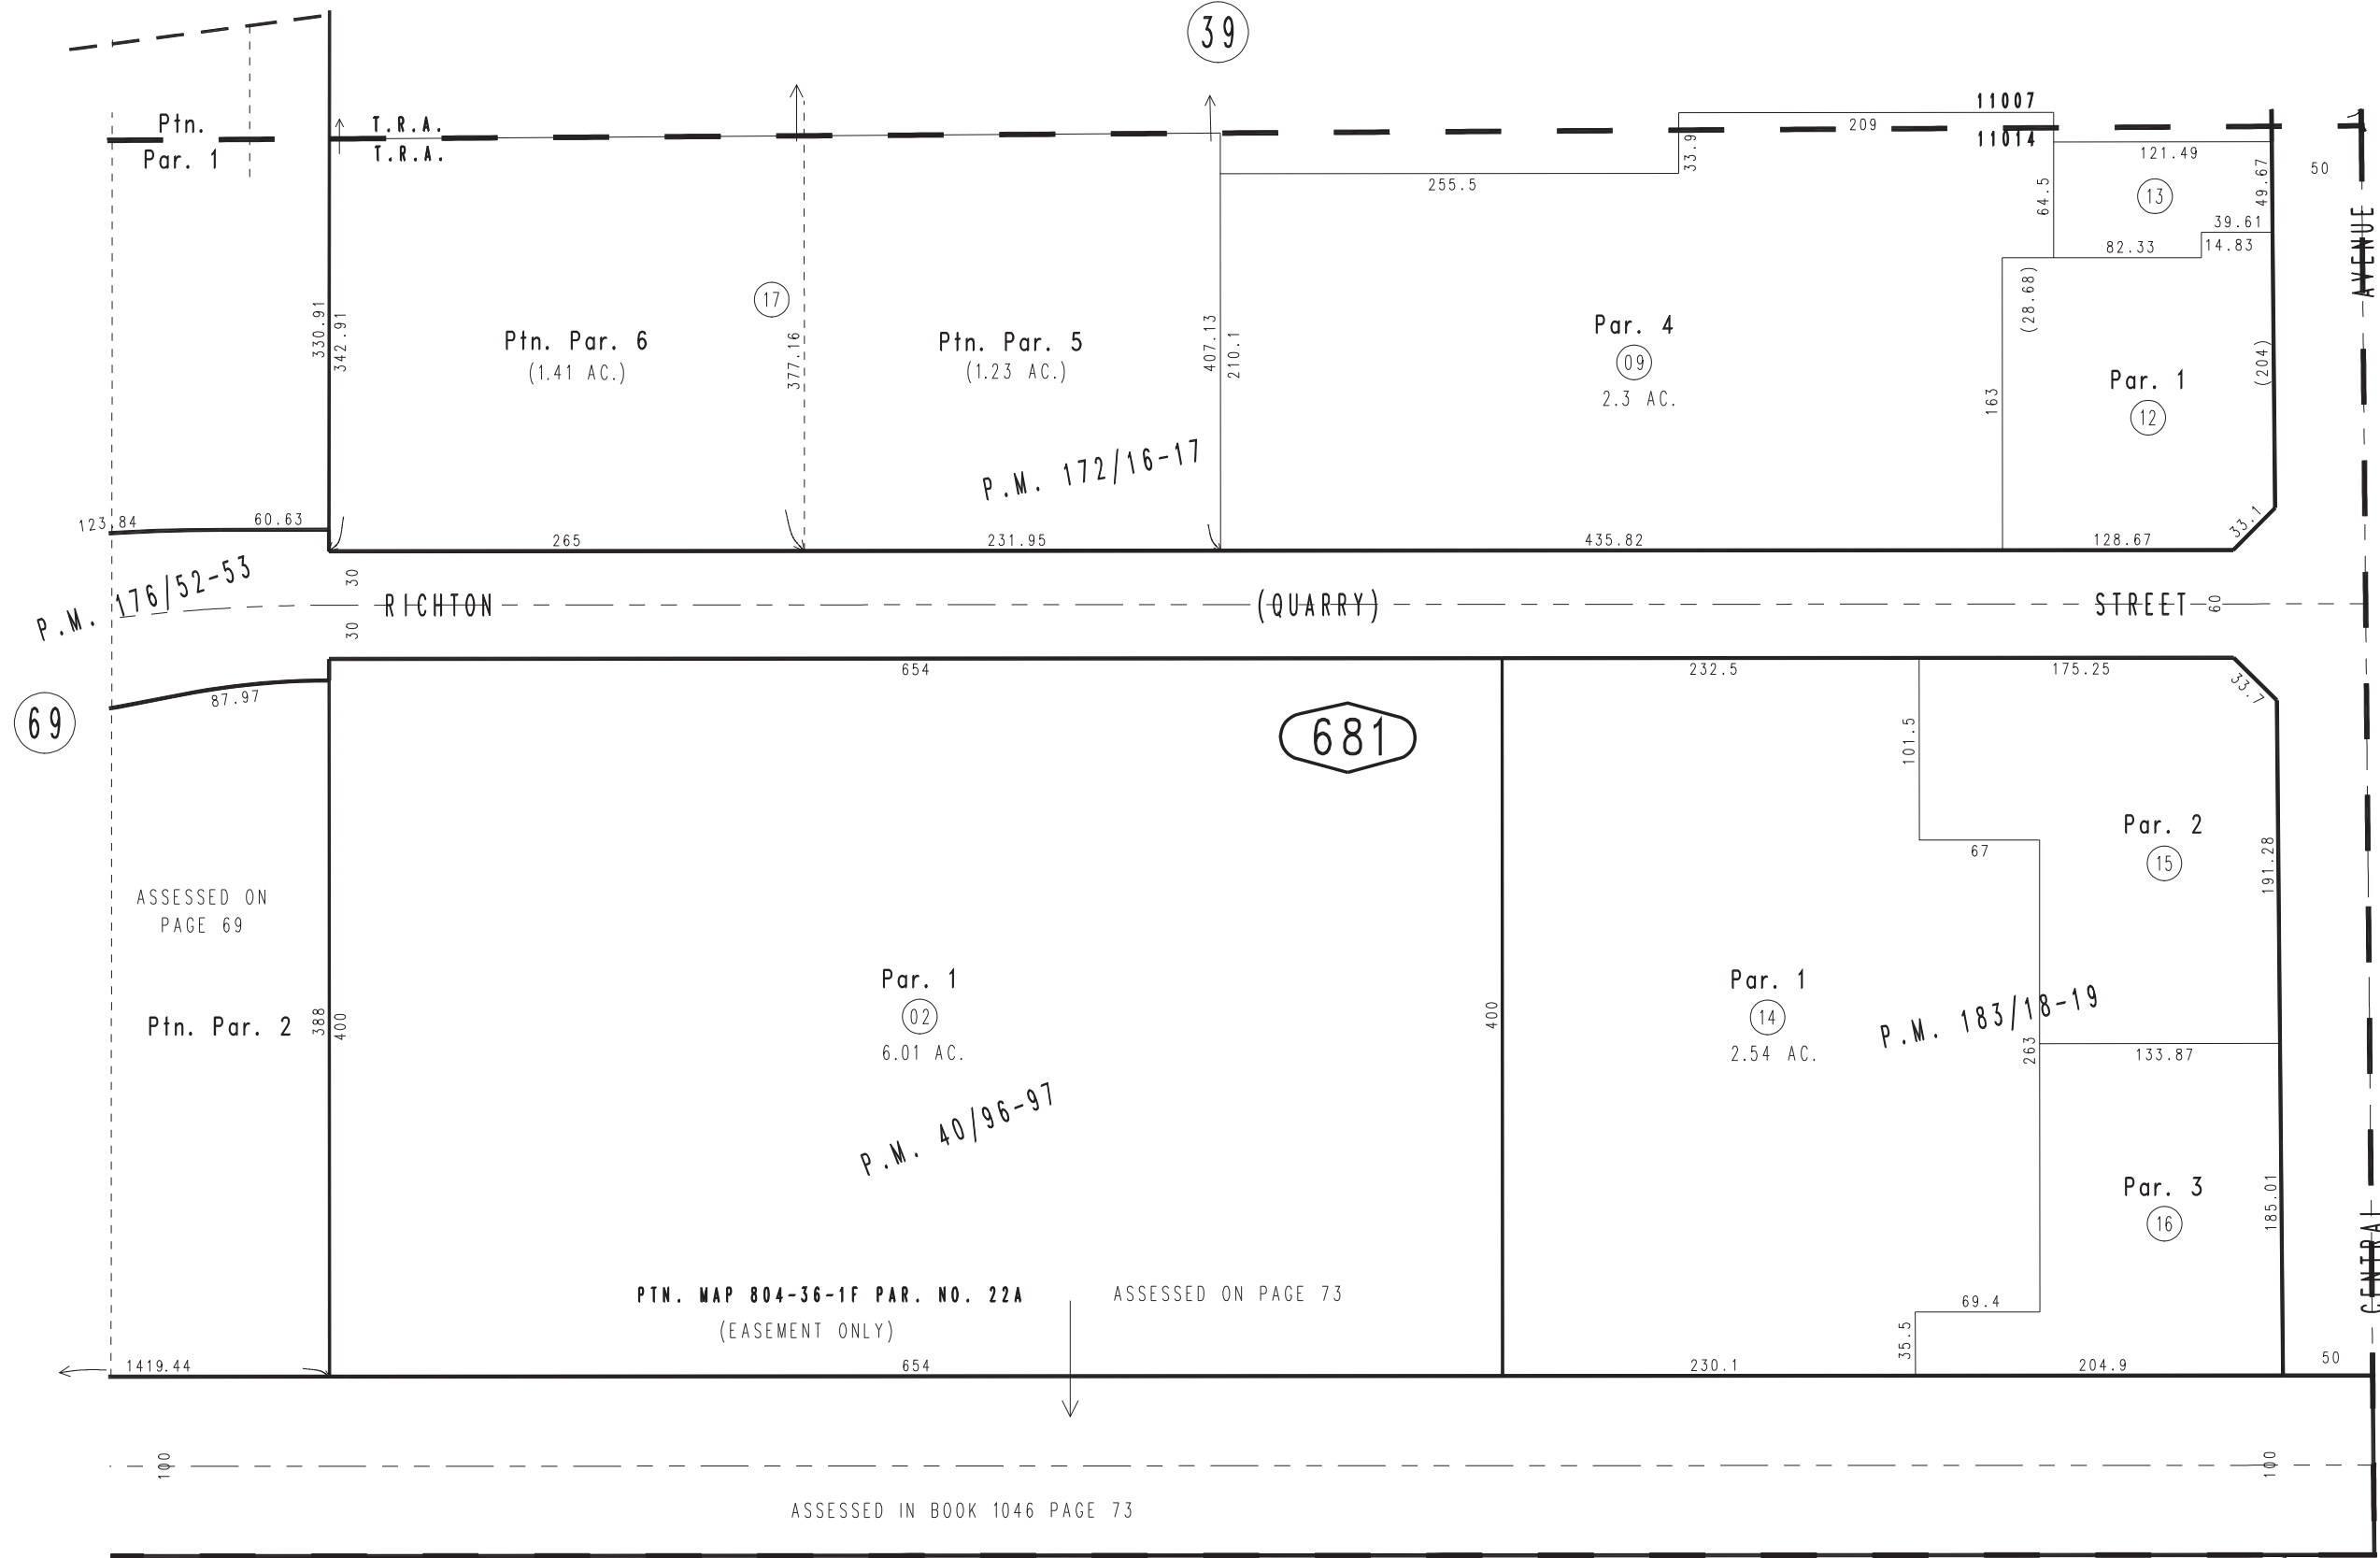 39
11007
Ptn.
T.R.A.
209
11014
Par. 1
T.R.A.
33.9
121.49
50
255.5
64.5
13
49.67
39.61
82.33
14.83
AVENUE
17
(28.68)
330.91
342.91
Ptn. Par. 6
(1.41 AC.)
377.16
Ptn. Par. 5
(1.23 AC.)
407.13
210.1
Par. 4
09
2.3 AC.
163
Par. 1
12
(204)
P.M. 172/16-17
123.84
60.63
265
231.95
435.82
128.67
33.1
P.M. 176/52-53
30
RICHTON
(QUARRY)
STREET
60
30
654
232.5
175.25
33.7
87.97
69
681
101.5
67
Par. 2
15
191.28
ASSESSED ON
PAGE 69
Par. 1
02
6.01 AC.
Par. 1
14
2.54 AC.
P.M. 183/18-19
Ptn. Par. 2
388
400
400
263
133.87
P.M. 40/96-97
Par. 3
16
185.01
CENTRAL
PTN. MAP 804-36-1F PAR. NO. 22A
ASSESSED ON PAGE 73
(EASEMENT ONLY)
69.4
35.5
1419.44
654
230.1
204.9
50
100
100
ASSESSED IN BOOK 1046 PAGE 73